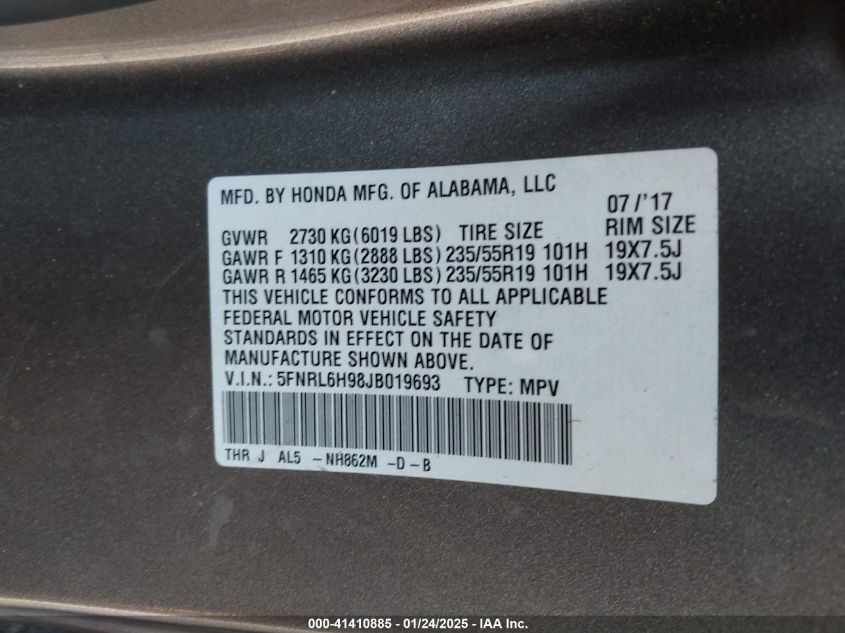 MFD. BY HONDA MFG. OF ALABAMA, LLC 07/'17
GVWR 2730 KG(6019 LBS) TIRE SIZE RIM SIZE
GAWR F 1310 KG(2888 LBS) 235/55R19 101H 19X7.5J
GAWR R 1465 KG(3230 LBS) 235/55R19 101H 19X7.5J
THIS VEHICLE CONFORMS TO ALL APPLICABLE
FEDERAL MOTOR VEHICLE SAFETY
STANDARDS IN EFFECT ON THE DATE OF
MANUFACTURE SHOWN ABOVE.
V.I.N.: 5FNRL6H98JB019693 TYPE: MPV
THR J AL5 -NH862M -D-B
000-41410885 / 01/24/2025 - IAA Inc.